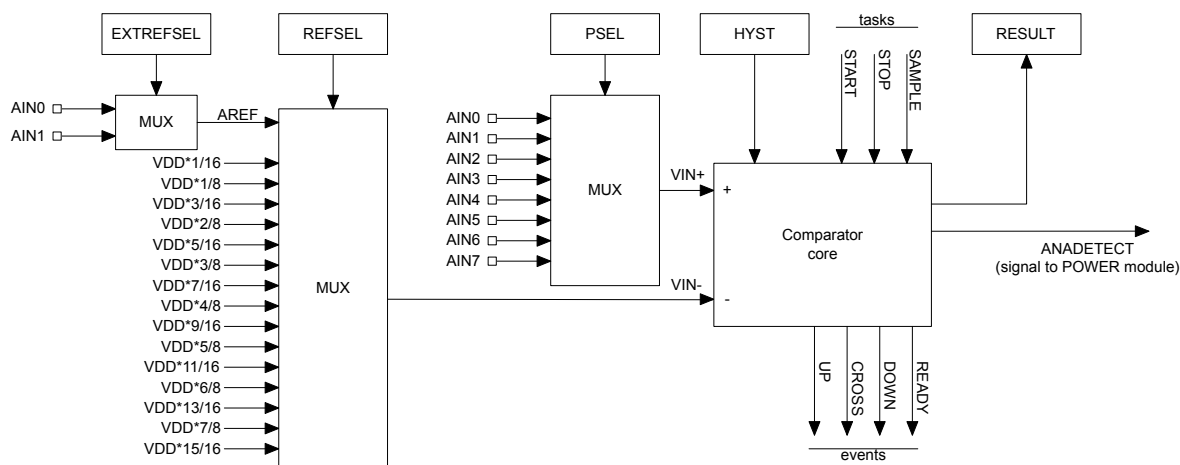 EXTREFSEL
REFSEL
PSEL
HYST
tasks
RESULT
START
STOP
SAMPLE
AIN0
AIN1
MUX
AREF
VDD*1/16
VDD*1/8
VDD*3/16
VDD*2/8
VDD*5/16
VDD*3/8
VDD*7/16
VDD*4/8
VDD*9/16
VDD*5/8
VDD*11/16
VDD*6/8
VDD*13/16
VDD*7/8
VDD*15/16
MUX
AIN0
AIN1
AIN2
AIN3
AIN4
AIN5
AIN6
AIN7
MUX
VIN+
VIN-
+
-
Comparator
core
ANADETECT
(signal to POWER module)
UP
CROSS
DOWN
READY
events